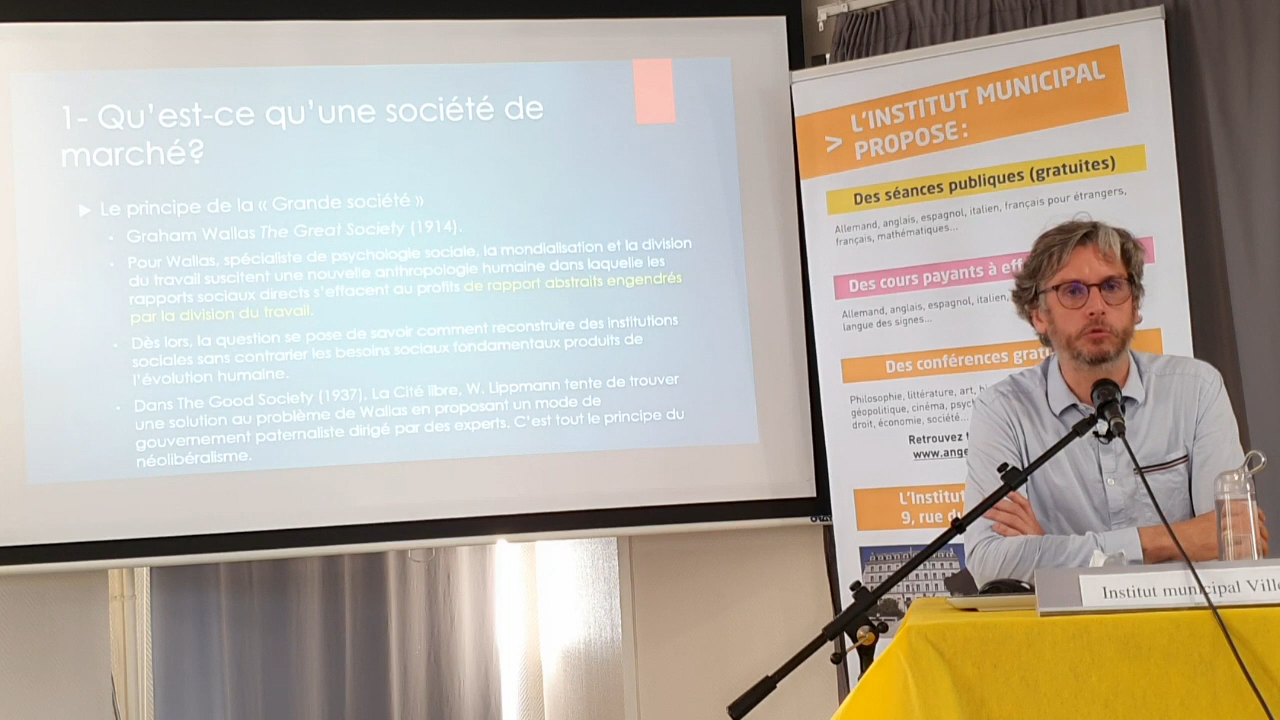 1- Qu'est-ce qu'une société de
marché?
Le principe de la « Grande société »
Graham Wallas The Great Society (1914).
Pour Wallas, spécialiste de psychologie sociale, la mondialisation et la division
du travail suscitent une nouvelle anthropologie humaine dans laquelle les
rapports sociaux directs s'effacent au profits de rapport abstraits engendrés
par la division du travail.
Dès lors, la question se pose de savoir comment reconstruire des institutions
sociales sans contrarier les besoins sociaux fondamentaux produits de
l'évolution humaine.
Dans The Good Society (1937), La Cité libre, W. Lippmann tente de trouver
une solution au problème de Wallas en proposant un mode de
gouvernement paternaliste dirigé par des experts. C'est tout le principe du
néolibéralisme.
> L'INSTITUT MUNICIPAL
PROPOSE :
Des séances publiques (gratuites)
Allemand, anglais, espagnol, italien, français pour étrangers,
français, mathématiques...
Des cours payants à
Allemand, anglais, espagnol, italien,
langue des signes...
Des conférences
Philosophie, littérature, art,
géopolitique, cinéma,
droit, économie, société...
Retrouvez
L'Institut
9, rue
Institut municipal